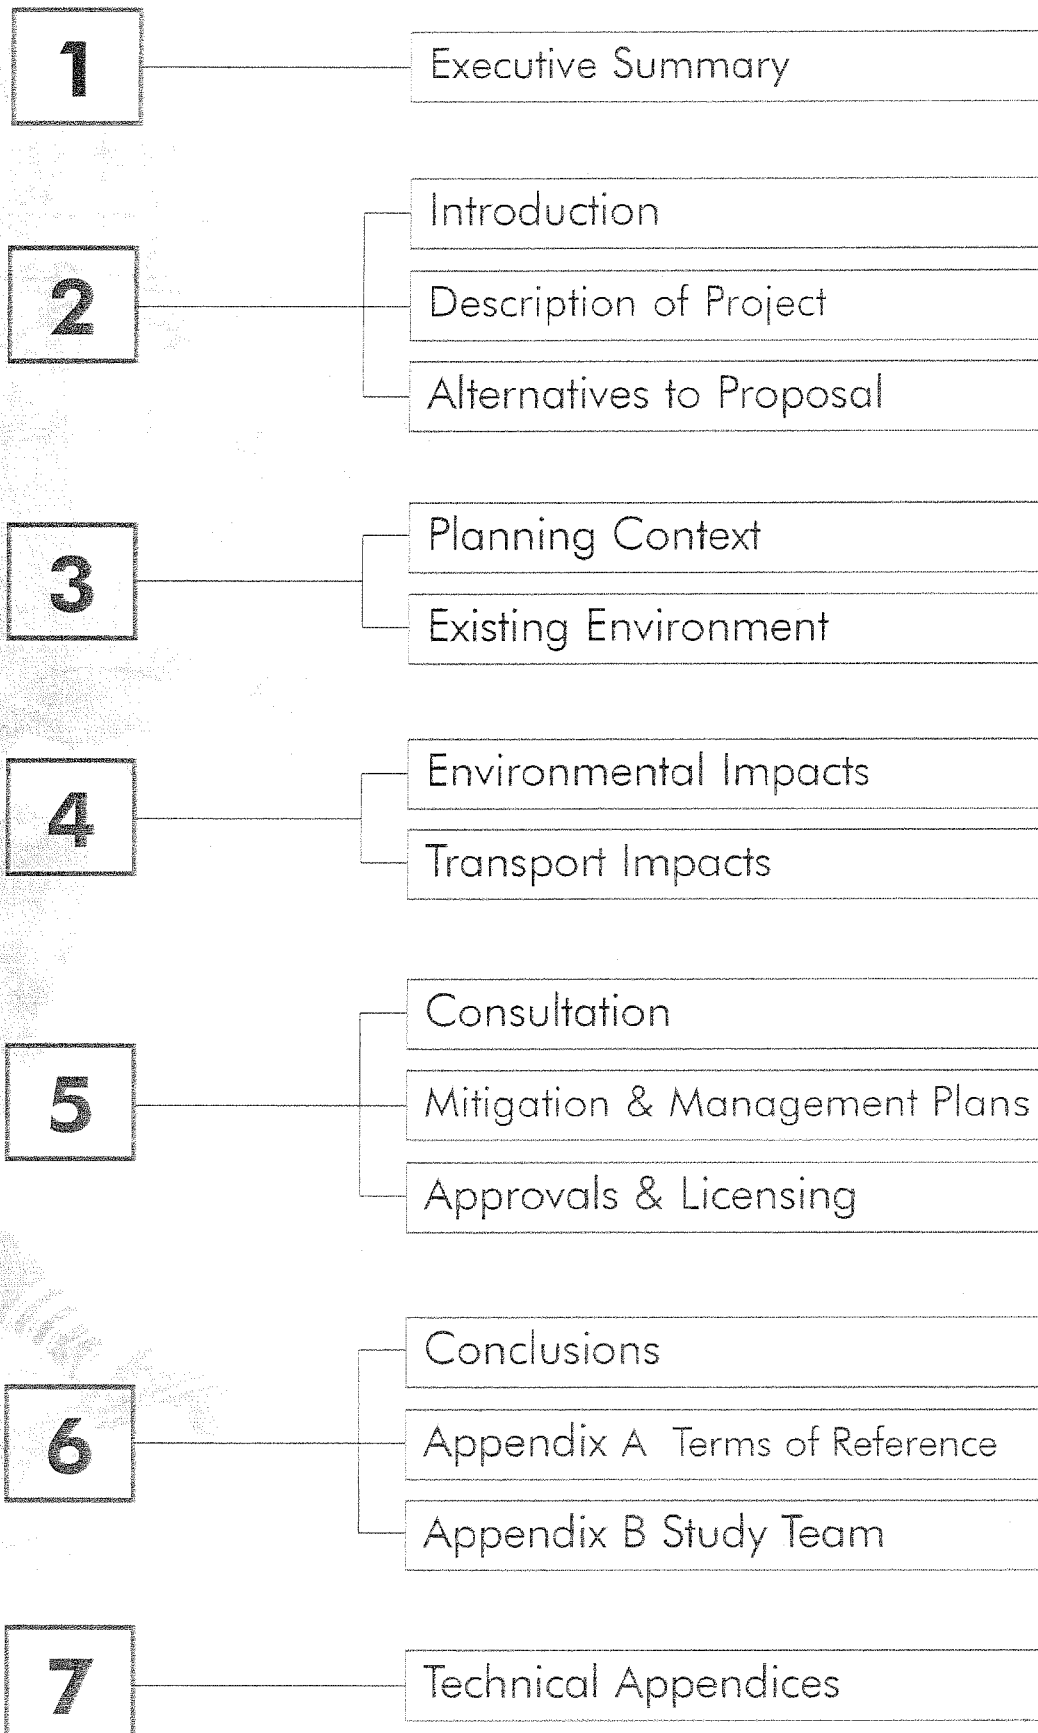 1
Executive Summary
Introduction
2
Description of Project
Alternatives to Proposal
Planning Context
3
Existing Environment
Environmental Impacts
4
Transport Impacts
Consultation
5
Mitigation & Management Plans
Approvals & Licensing
Conclusions
6
Appendix A Terms of Reference
Appendix B Study Team
7
Technical Appendices